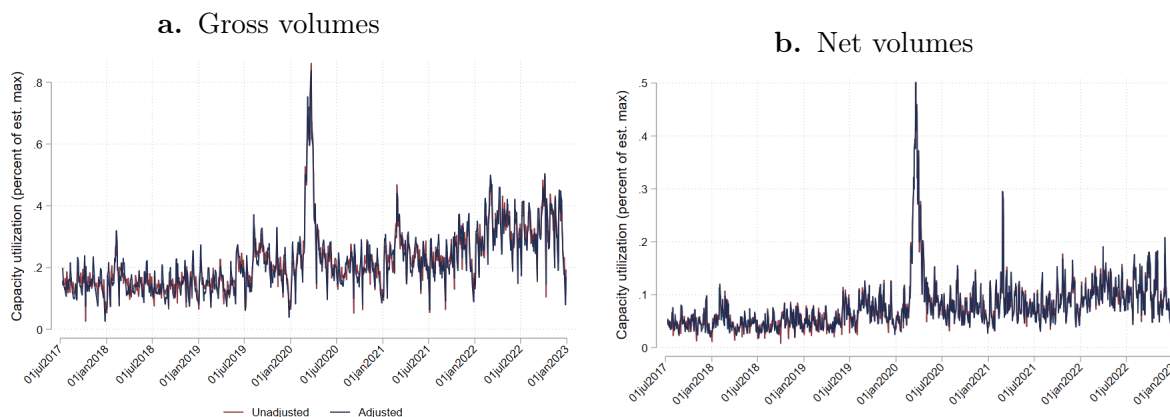 a. Gross volumes
Capacity utilization (percent of est. max)
.8
.6
.4
.2
0
01jul2017
01jan2018
01jul2018
01jan2019
01jul2019
01jan2020
01jul2020
01jan2021
01jul2021
01jan2022
01jul2022
01jan2023
Unadjusted
Adjusted
b. Net volumes
Capacity utilization (percent of est. max)
.5
.4
.3
.2
.1
0
01jul2017
01jan2018
01jul2018
01jan2019
01jul2019
01jan2020
01jul2020
01jan2021
01jul2021
01jan2022
01jul2022